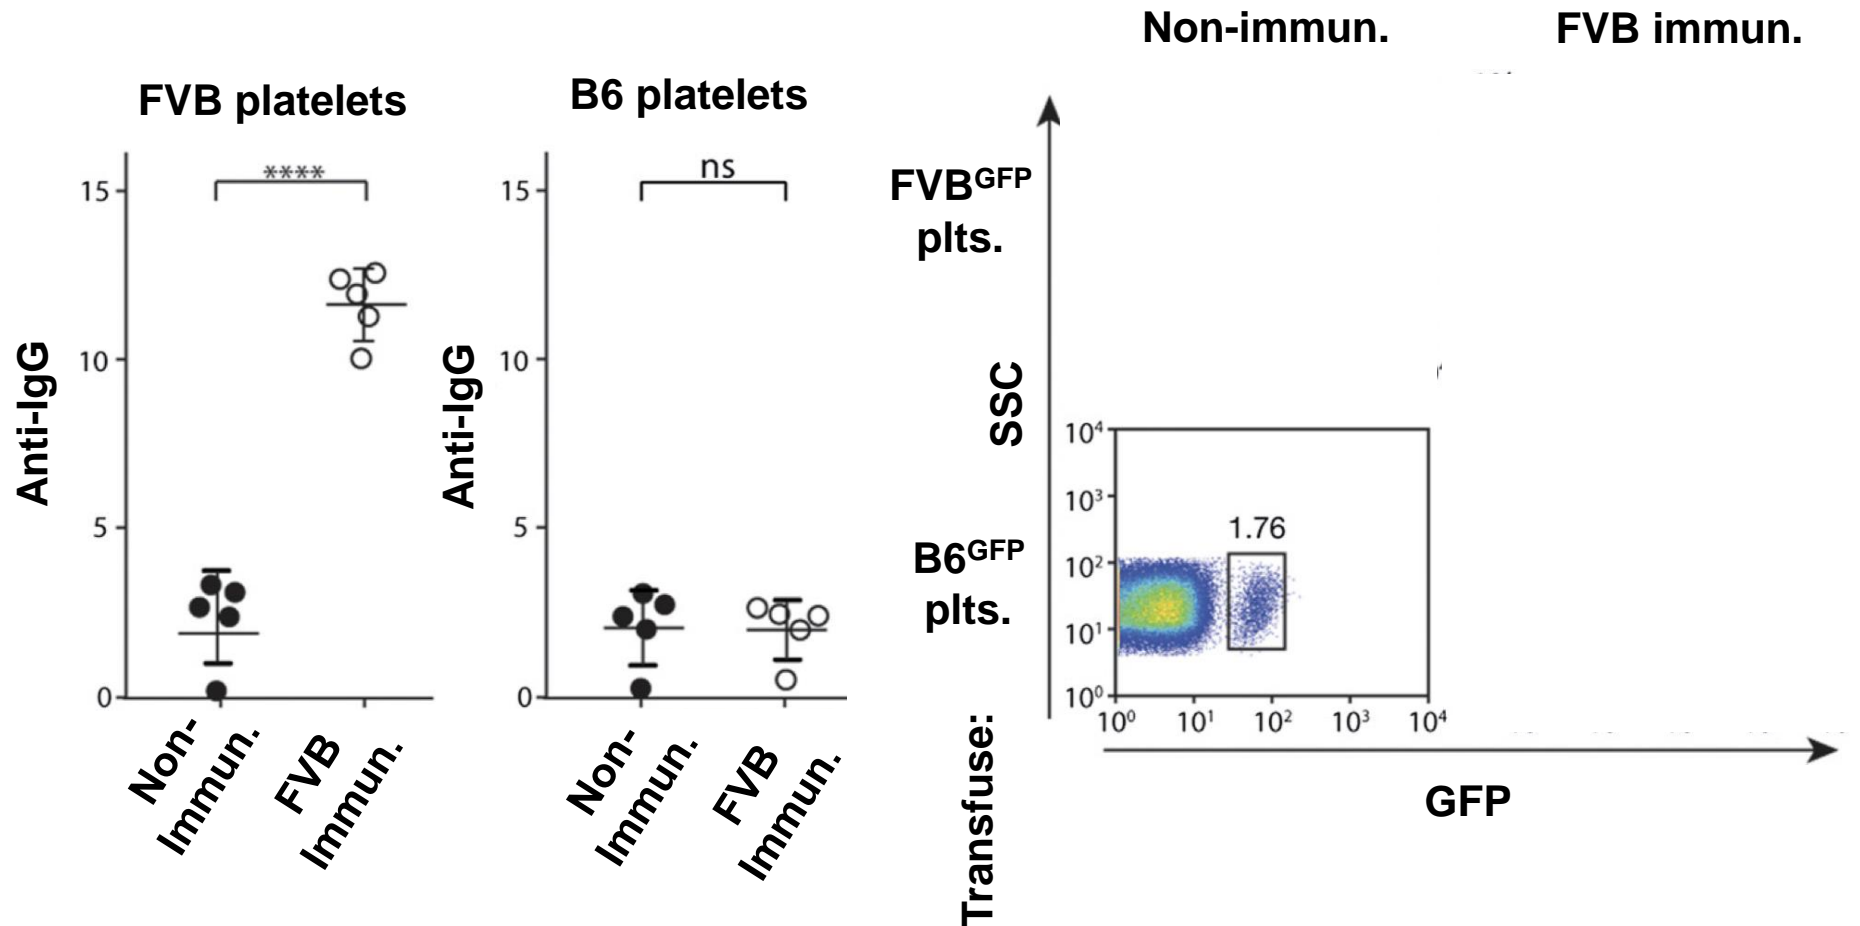 Non-immun.
FVB immun.
FVB platelets
B6 platelets
****
ns
15
10
5
0
15
10
5
0
Anti-IgG
Anti-IgG
Non-
Immun.
FVB
Immun.
Non-
Immun.
FVB
Immun.
FVBᴳᶠᴾ
plts.
B6ᴳᶠᴾ
plts.
SSC
Transfuse:
10⁴
10³
10²
10¹
10⁰
1.76
10⁰ 10¹ 10² 10³ 10⁴
GFP